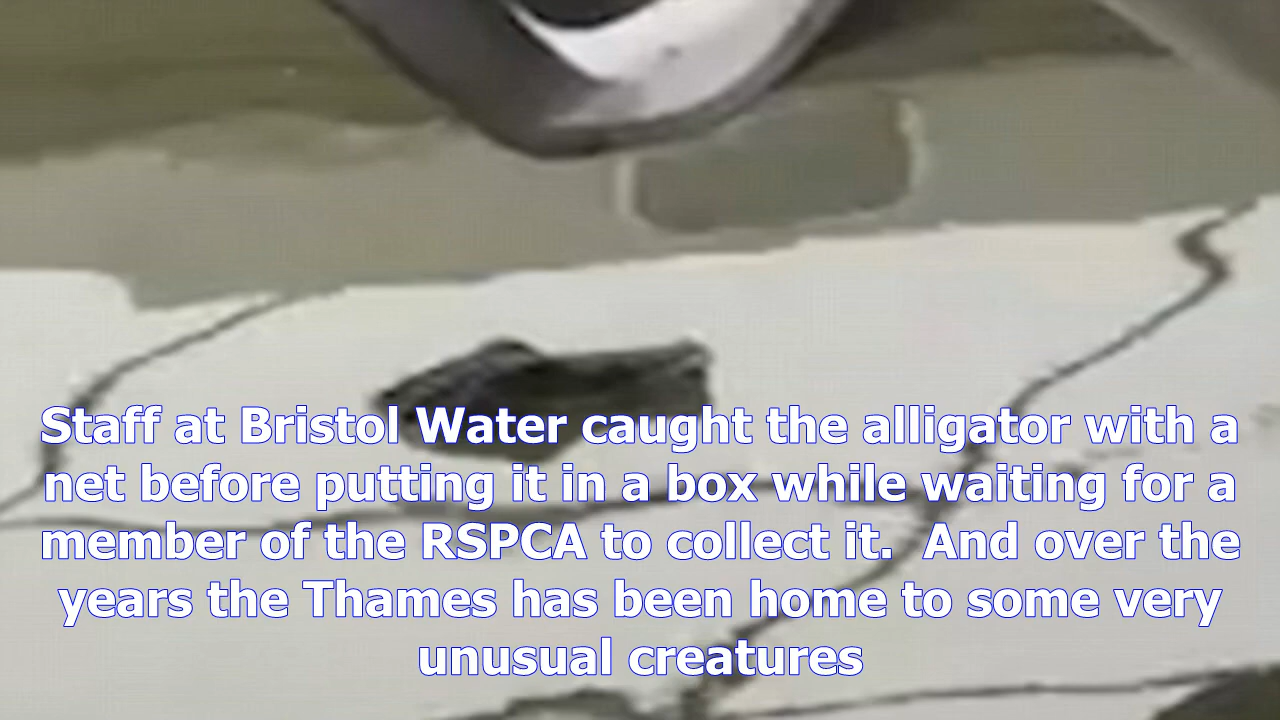 Staff at Bristol Water caught the alligator with a
net before putting it in a box while waiting for a
member of the RSPCA to collect it.  And over the
years the Thames has been home to some very
unusual creatures